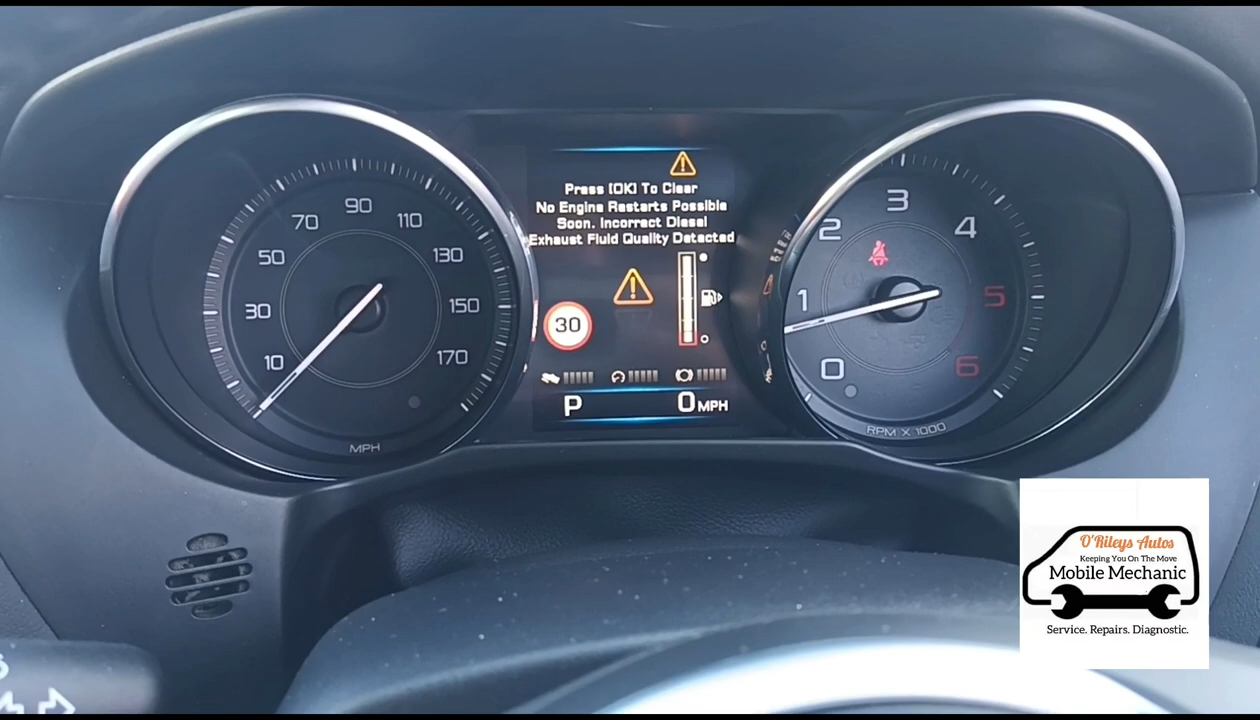 Press [OK] To Clear
No Engine Restarts Possible
Soon. Incorrect Diesel
Exhaust Fluid Quality Detected
30
P
0 MPH
10
30
50
70
90
110
130
150
170
MPH
0
1
2
3
4
5
6
RPM X 1000
O'Rileys Autos
Keeping You On The Move
Mobile Mechanic
Service. Repairs. Diagnostic.